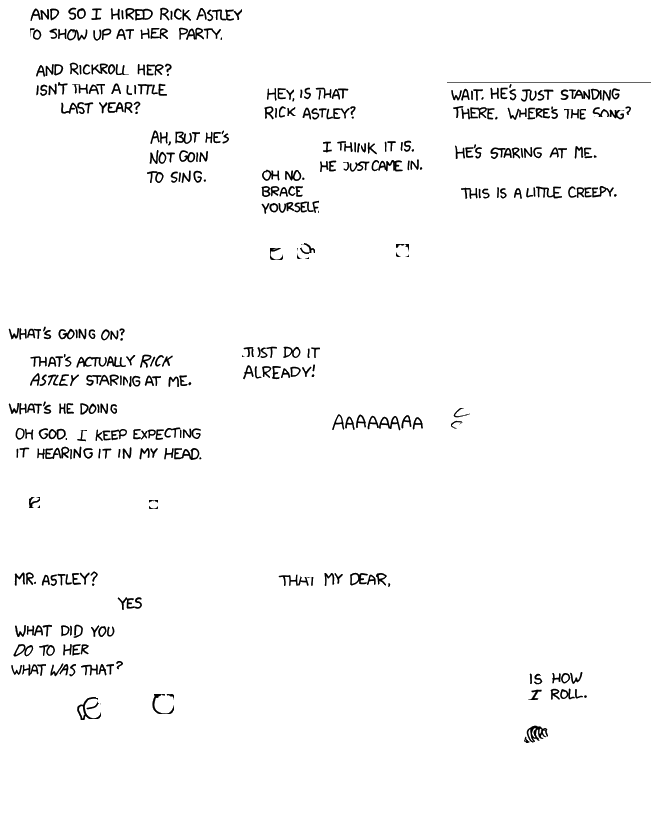 AND SO I HIRED RICK ASTLEY
TO SHOW UP AT HER PARTY.
AND RICKROLL HER?
ISN'T THAT A LITTLE
LAST YEAR?
AH, BUT HE'S
NOT GOIN
TO SING.
HEY, IS THAT
RICK ASTLEY?
I THINK IT IS.
HE JUST CAME IN.
OH NO.
BRACE
YOURSELF.
WAIT. HE'S JUST STANDING
THERE. WHERE'S THE SONG?
HE'S STARING AT ME.
THIS IS A LITTLE CREEPY.
WHAT'S GOING ON?
THAT'S ACTUALLY RICK
ASTLEY STARING AT ME.
WHAT'S HE DOING
OH GOD. I KEEP EXPECTING
IT HEARING IT IN MY HEAD.
JUST DO IT
ALREADY!
AAAAAAAA
MR. ASTLEY?
YES
WHAT DID YOU
DO TO HER
WHAT WAS THAT?
THAT MY DEAR,
IS HOW
I ROLL.